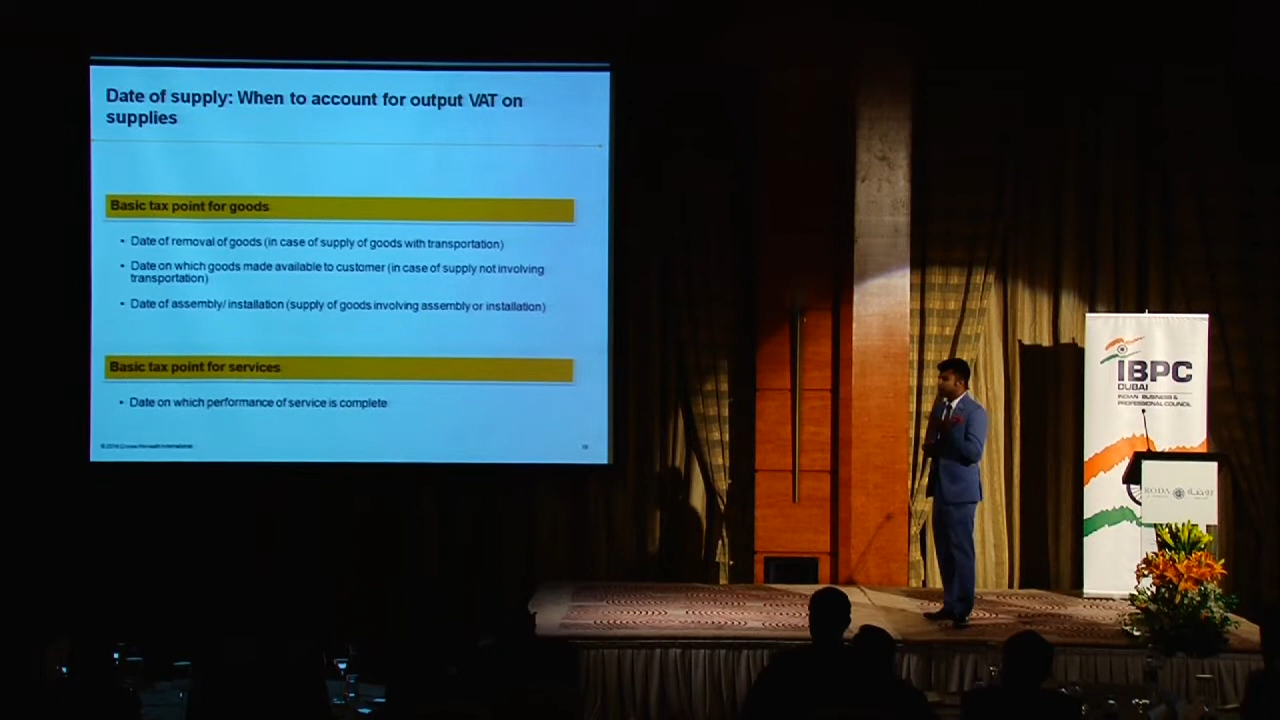 Date of supply: When to account for output VAT on
supplies
Basic tax point for goods
• Date of removal of goods (in case of supply of goods with transportation)
• Date on which goods made available to customer (in case of supply not involving
transportation)
• Date of assembly/ installation (supply of goods involving assembly or installation)
Basic tax point for services
• Date on which performance of service is complete
IBPC
DUBAI
INDIAN BUSINESS &
PROFESSIONAL COUNCIL
RODA